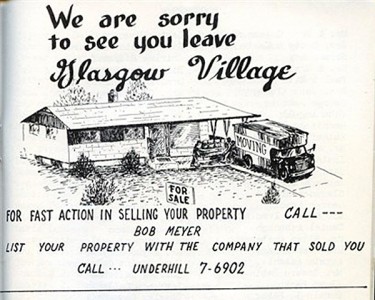 We are sorry
to see you leave
Glasgow Village
MOVING
FOR
SALE
FOR FAST ACTION IN SELLING YOUR PROPERTY CALL ---
BOB MEYER
LIST YOUR PROPERTY WITH THE COMPANY THAT SOLD YOU
CALL --- UNDERHILL 7-6902